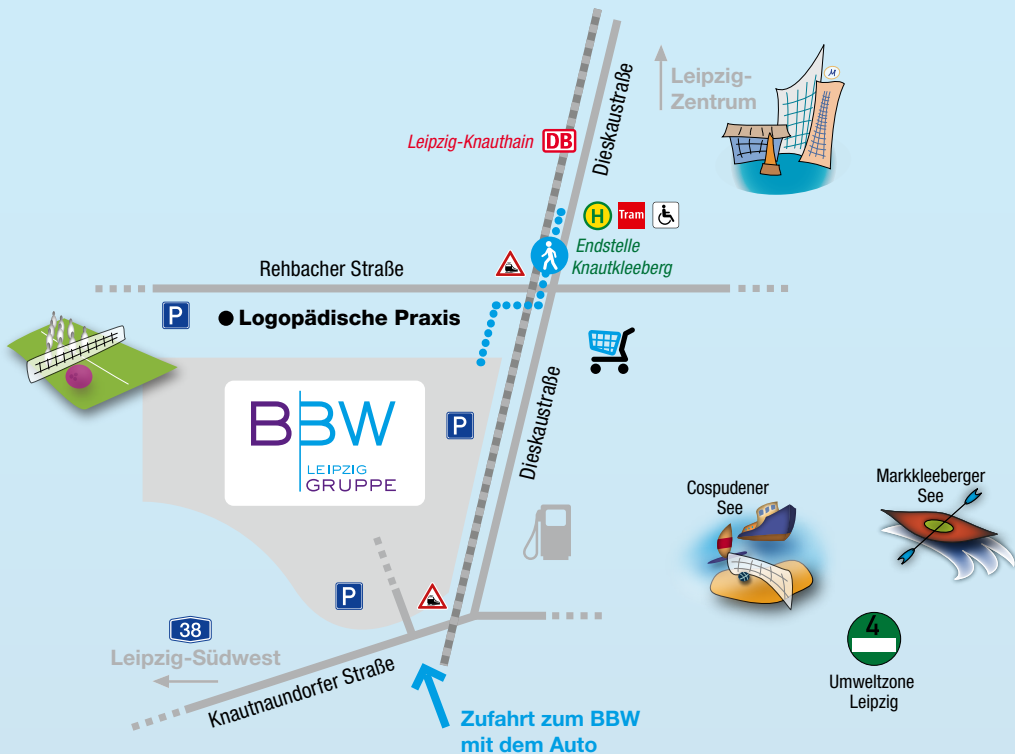 Leipzig-
Zentrum
M
Dieskaustraße
Leipzig-Knauthain DB
H Tram
Endstelle
Knautkleeberg
Rehbacher Straße
P
Logopädische Praxis
BBW
LEIPZIG
GRUPPE
P
Dieskaustraße
Cospudener
See
Markkleeberger
See
P
38
Leipzig-Südwest
Knautnaundorfer Straße
4
Umweltzone
Leipzig
Zufahrt zum BBW
mit dem Auto